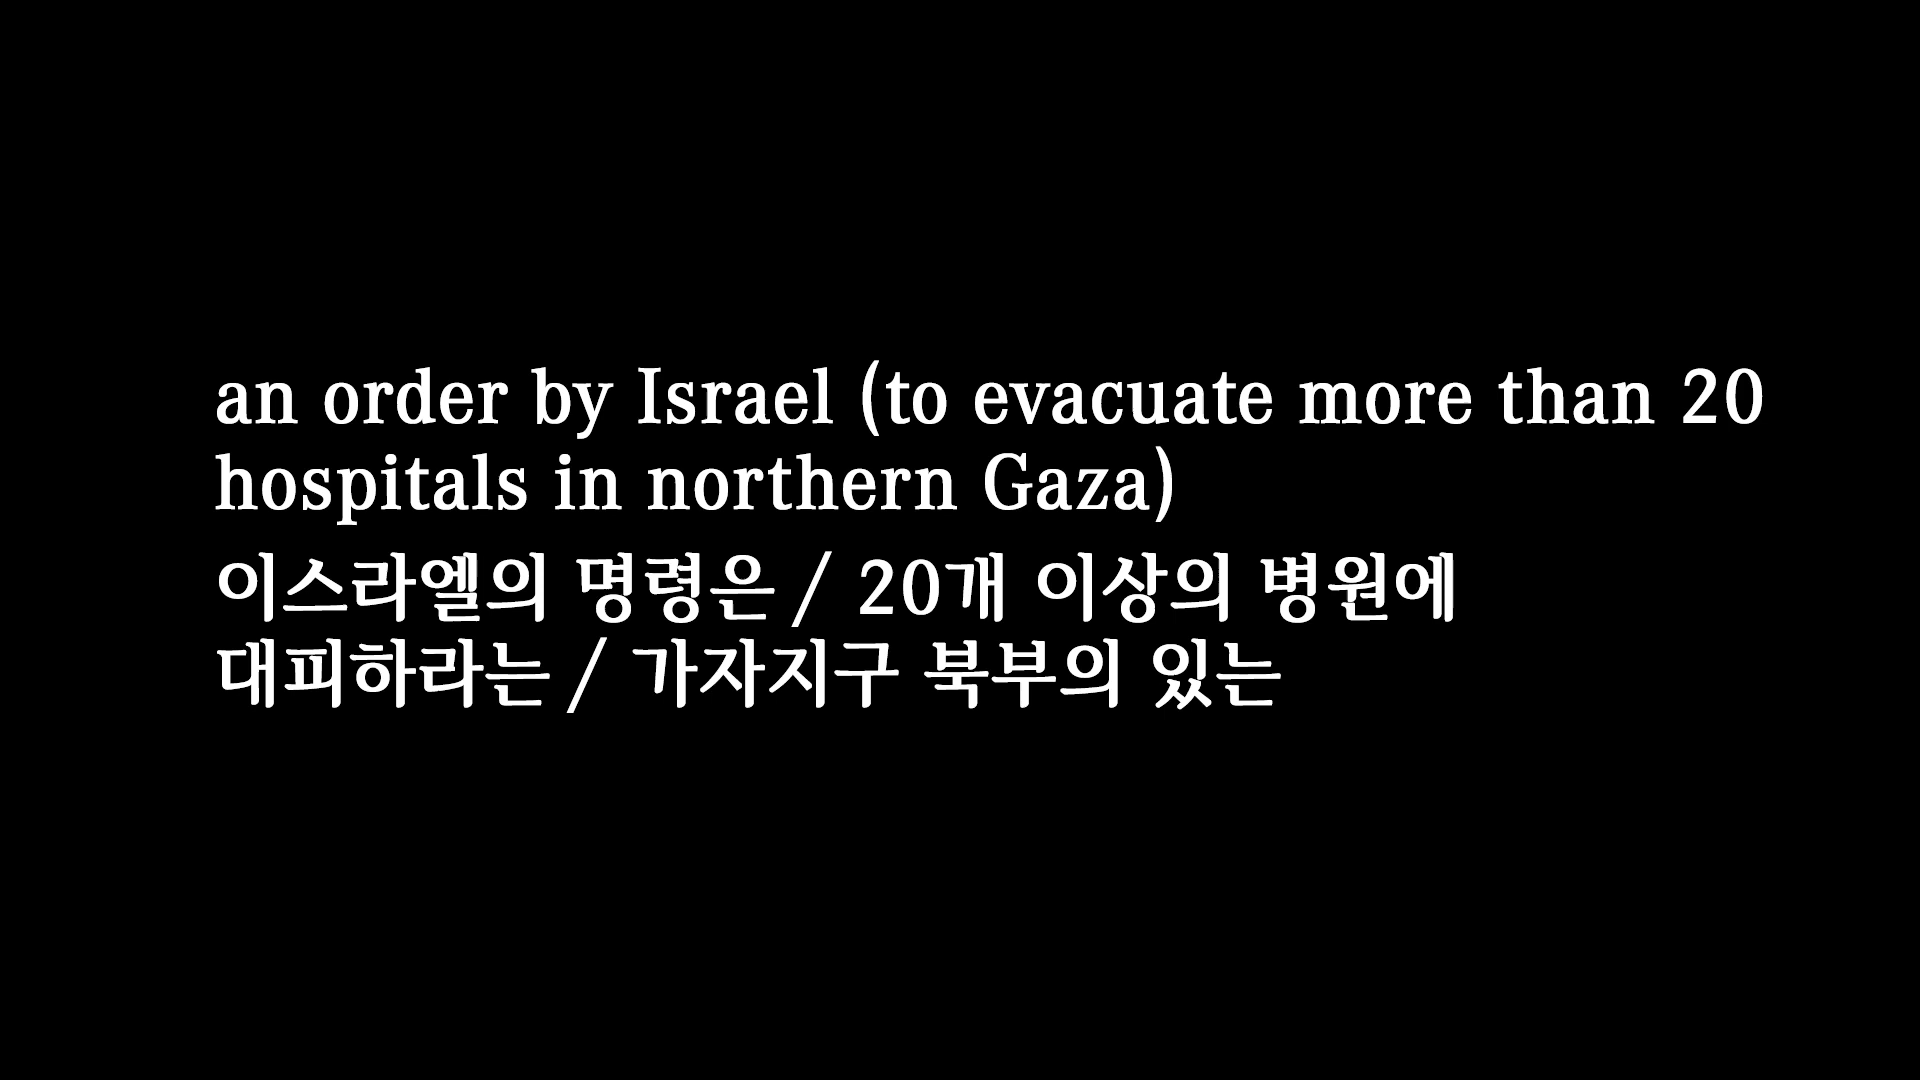 an order by Israel (to evacuate more than 20
hospitals in northern Gaza)
이스라엘의 명령은 / 20개 이상의 병원에
대피하라는 / 가자지구 북부의 있는